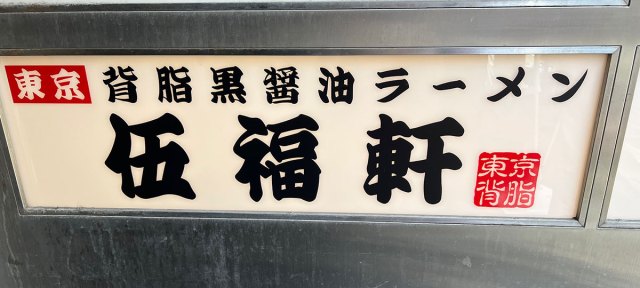 東京 背脂黒醤油ラーメン
伍福軒
東京
背脂